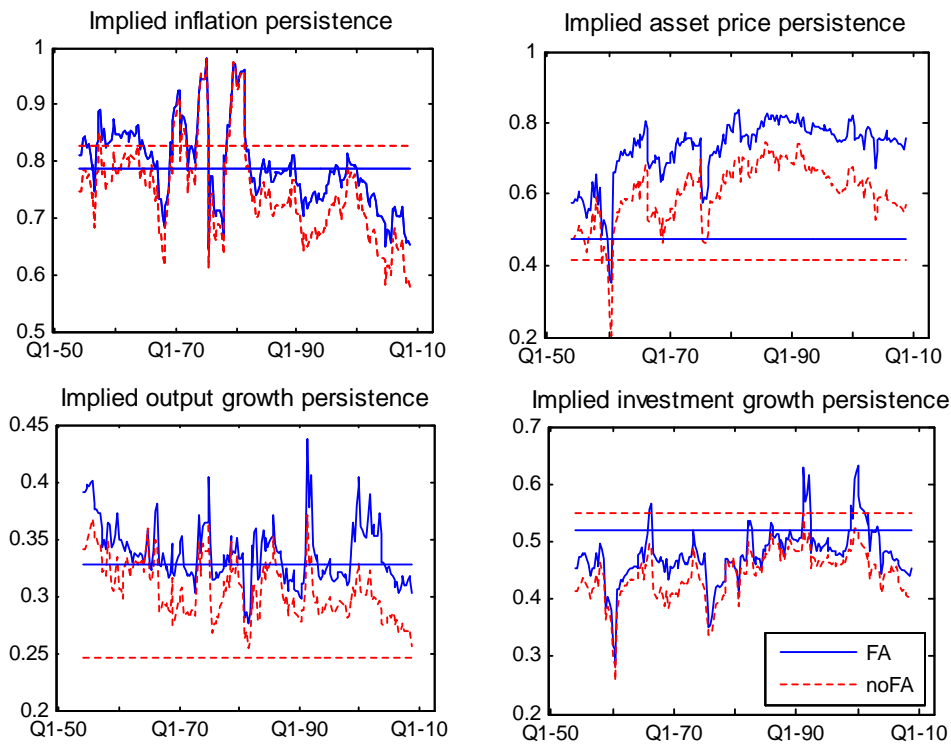 Implied inflation persistence
1
0.9
0.8
0.7
0.6
0.5
Q1-50 Q1-70 Q1-90 Q1-10
Implied asset price persistence
1
0.8
0.6
0.4
0.2
Q1-50 Q1-70 Q1-90 Q1-10
Implied output growth persistence
0.45
0.4
0.35
0.3
0.25
0.2
Q1-50 Q1-70 Q1-90 Q1-10
Implied investment growth persistence
0.7
0.6
0.5
0.4
0.3
0.2
FA
noFA
Q1-50 Q1-70 Q1-90 Q1-10